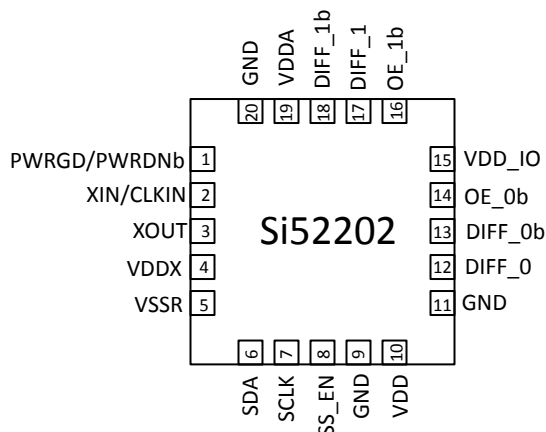 GND
VDDA
DIFF_1b
DIFF_1
OE_1b
20
19
18
17
16
PWRGD/PWRDNb 1
XIN/CLKIN 2
XOUT 3
VDDX 4
VSSR 5
Si52202
15 VDD_IO
14 OE_0b
13 DIFF_0b
12 DIFF_0
11 GND
6
7
8
9
10
SDA
SCLK
SS_EN
GND
VDD